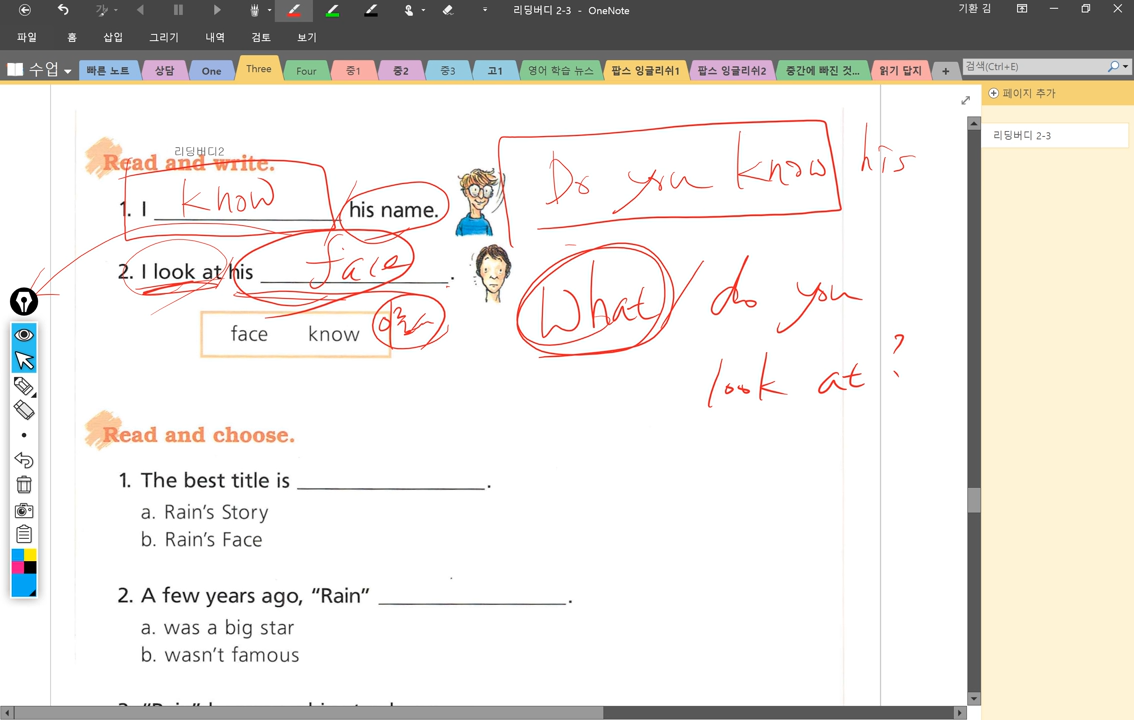 리딩버디 2-3 - OneNote
기환 김
파일 홈 삽입 그리기 내역 검토 보기
수업 빠른 노트 상담 One Three Four 중1 중2 중3 고1 영어 학습 뉴스 팝스 잉글리쉬1 팝스 잉글리쉬2 중간에 빠진 것... 읽기 답지 + 검색(Ctrl+E)
페이지 추가
리딩버디 2-3
리딩버디2
Read and write.
1. I know his name.
Do you know his
2. I look at his face .
What / do you
look at ?
face know
Read and choose.
1. The best title is ____________.
a. Rain's Story
b. Rain's Face
2. A few years ago, “Rain” ____________.
a. was a big star
b. wasn't famous